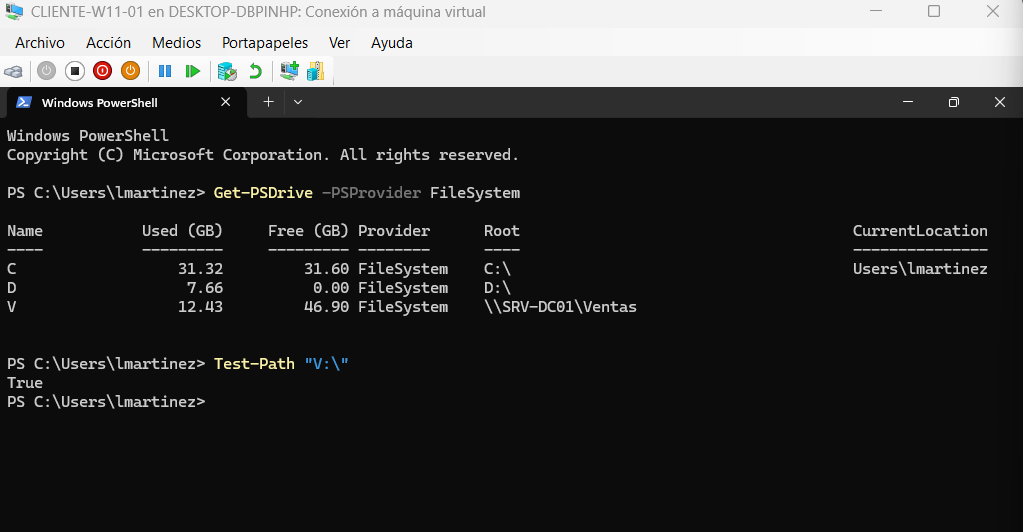 CLIENTE-W11-01 en DESKTOP-DBPINHP: Conexión a máquina virtual
Archivo Acción Medios Portapapeles Ver Ayuda
Windows PowerShell
Windows PowerShell
Copyright (C) Microsoft Corporation. All rights reserved.
PS C:\Users\lmartinez> Get-PSDrive -PSProvider FileSystem
Name Used (GB) Free (GB) Provider Root CurrentLocation
---- --------- --------- -------- ---- ---------------
C 31.32 31.60 FileSystem C:\ Users\lmartinez
D 7.66 0.00 FileSystem D:\
V 12.43 46.90 FileSystem \\SRV-DC01\Ventas
PS C:\Users\lmartinez> Test-Path "V:\"
True
PS C:\Users\lmartinez>